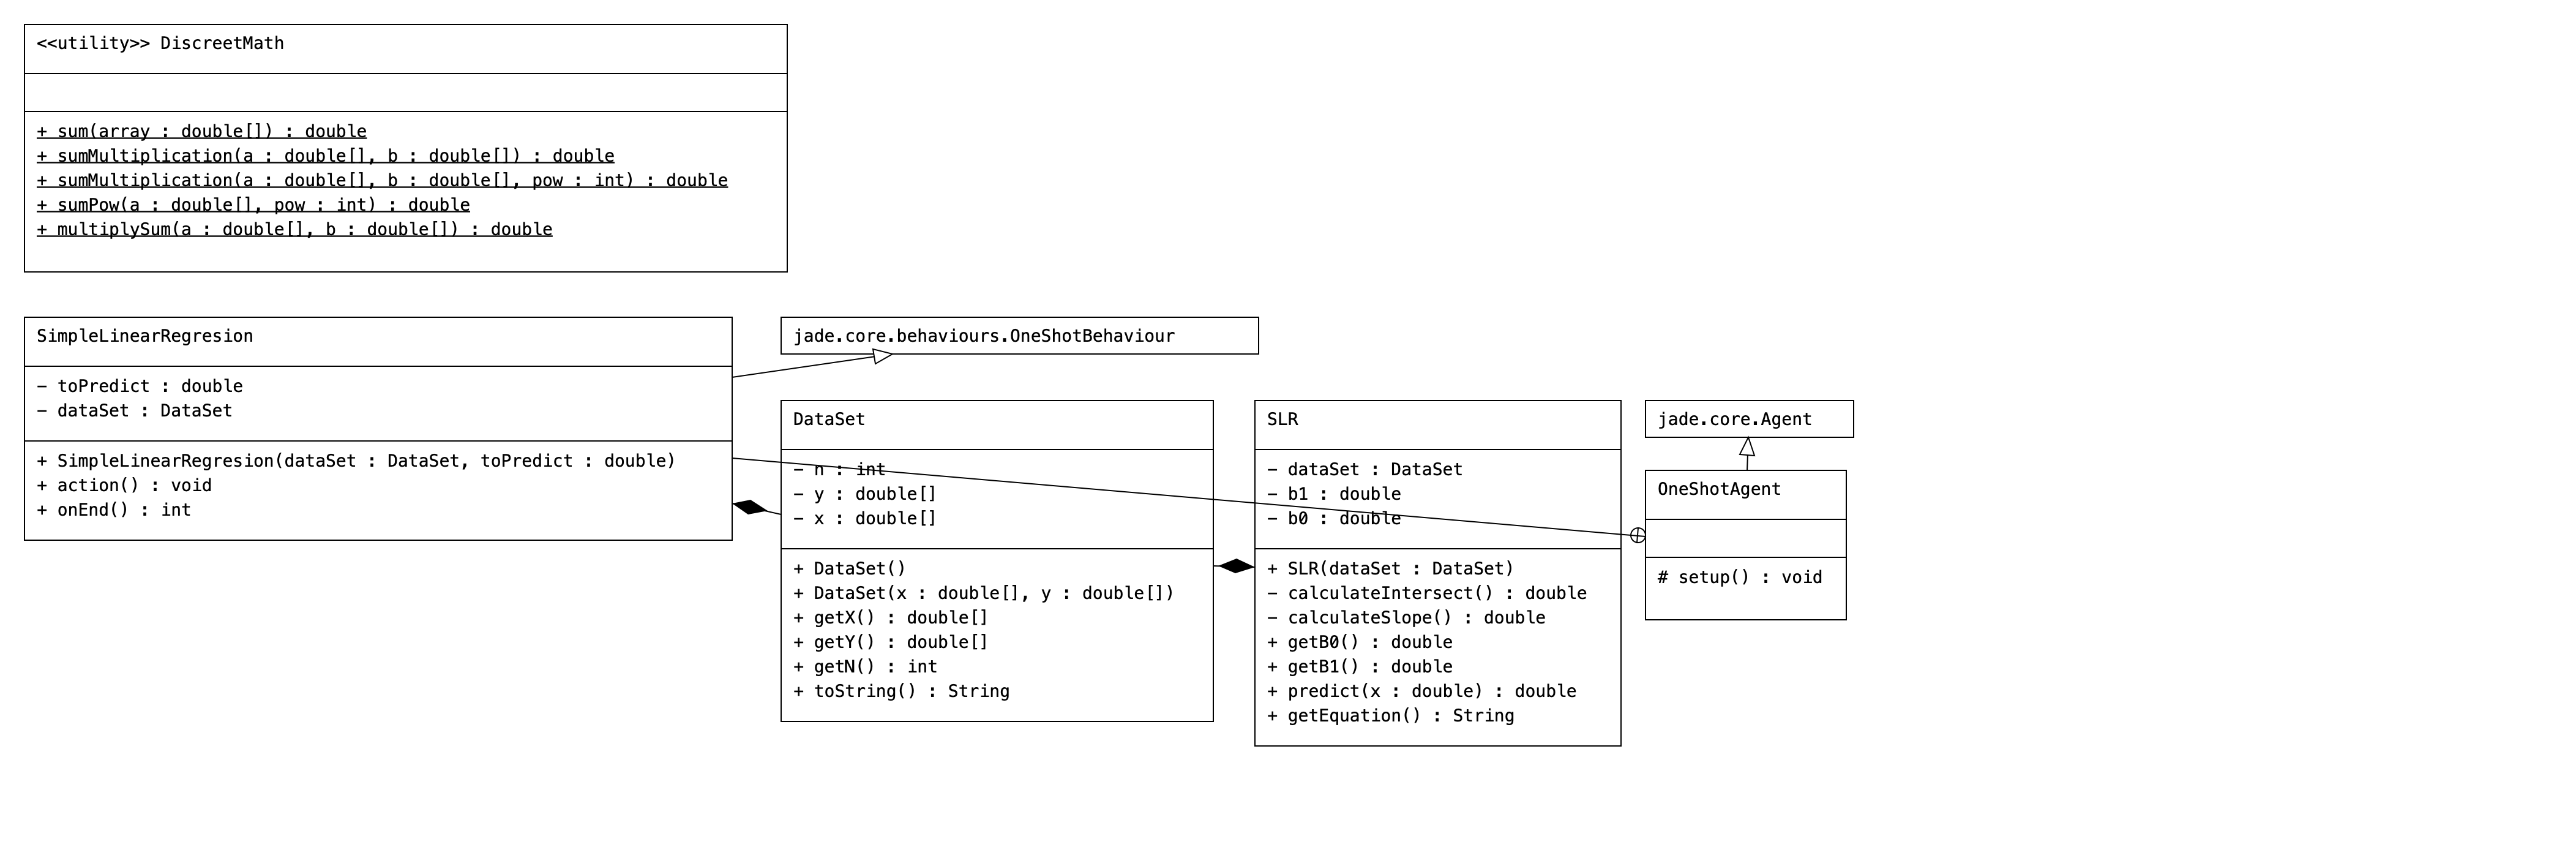 <<utility>> DiscreetMath
+ sum(array : double[]) : double
+ sumMultiplication(a : double[], b : double[]) : double
+ sumMultiplication(a : double[], b : double[], pow : int) : double
+ sumPow(a : double[], pow : int) : double
+ multiplySum(a : double[], b : double[]) : double
SimpleLinearRegresion
− toPredict : double
− dataSet : DataSet
+ SimpleLinearRegresion(dataSet : DataSet, toPredict : double)
+ action() : void
+ onEnd() : int
jade.core.behaviours.OneShotBehaviour
DataSet
− n : int
− y : double[]
− x : double[]
+ DataSet()
+ DataSet(x : double[], y : double[])
+ getX() : double[]
+ getY() : double[]
+ getN() : int
+ toString() : String
SLR
− dataSet : DataSet
− b1 : double
− b0 : double
+ SLR(dataSet : DataSet)
− calculateIntersect() : double
− calculateSlope() : double
+ getB0() : double
+ getB1() : double
+ predict(x : double) : double
+ getEquation() : String
jade.core.Agent
OneShotAgent
# setup() : void